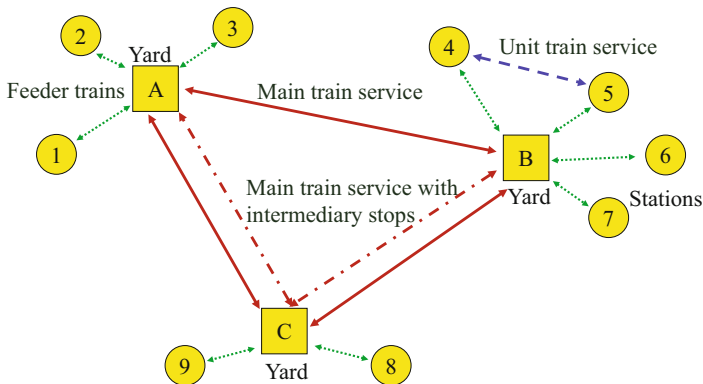 2
3
Yard
4
Unit train service
Feeder trains
A
Main train service
5
1
B
6
Main train service with
intermediary stops
Yard
7
Stations
C
9
Yard
8